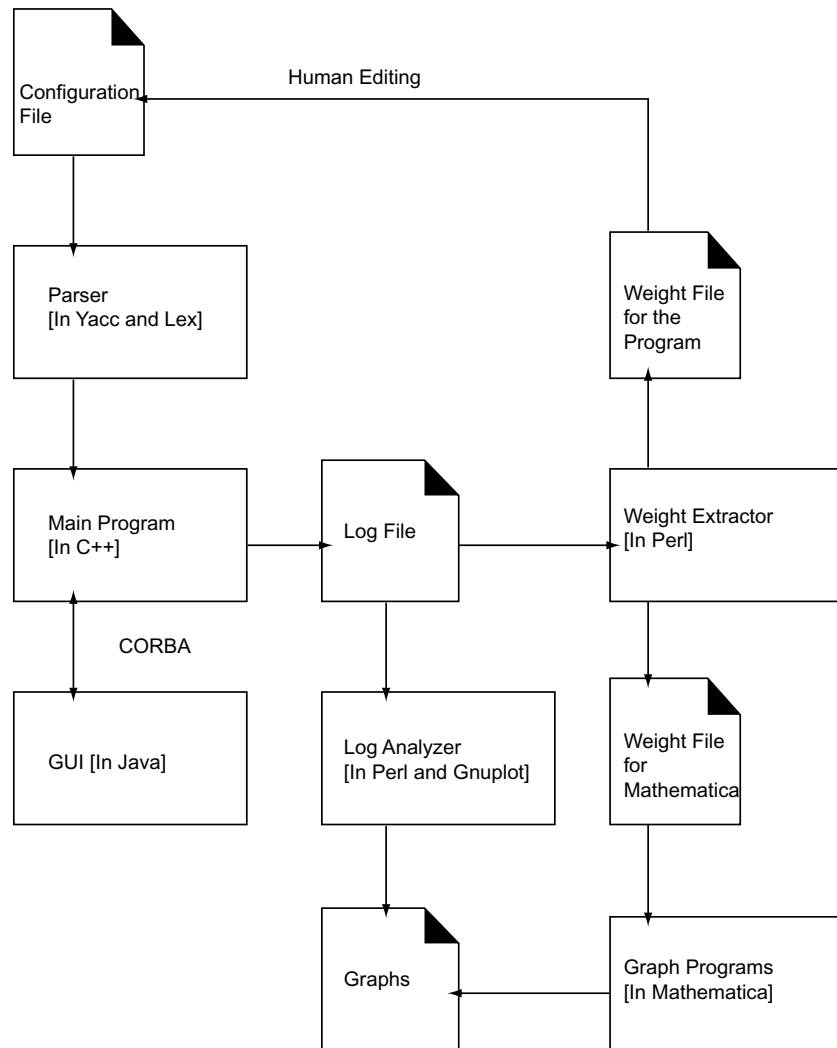 Human Editing
Configuration
File
Parser
[In Yacc and Lex]
Weight File
for the
Program
Main Program
[In C++]
Log File
Weight Extractor
[In Perl]
CORBA
GUI [In Java]
Log Analyzer
[In Perl and Gnuplot]
Weight File
for
Mathematica
Graphs
Graph Programs
[In Mathematica]